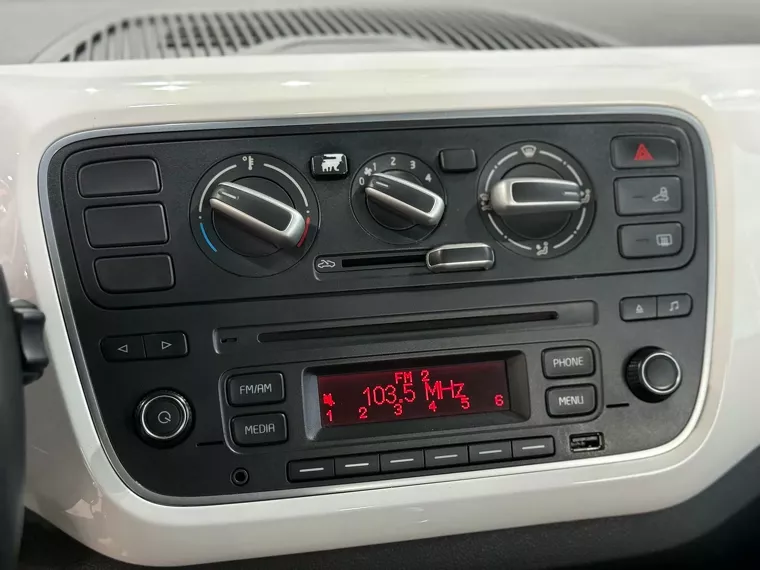 0 1 2 3 4
FM/AM
MEDIA
FM 2
103.5 MHz
1 2 3 4 5 6
PHONE
MENU